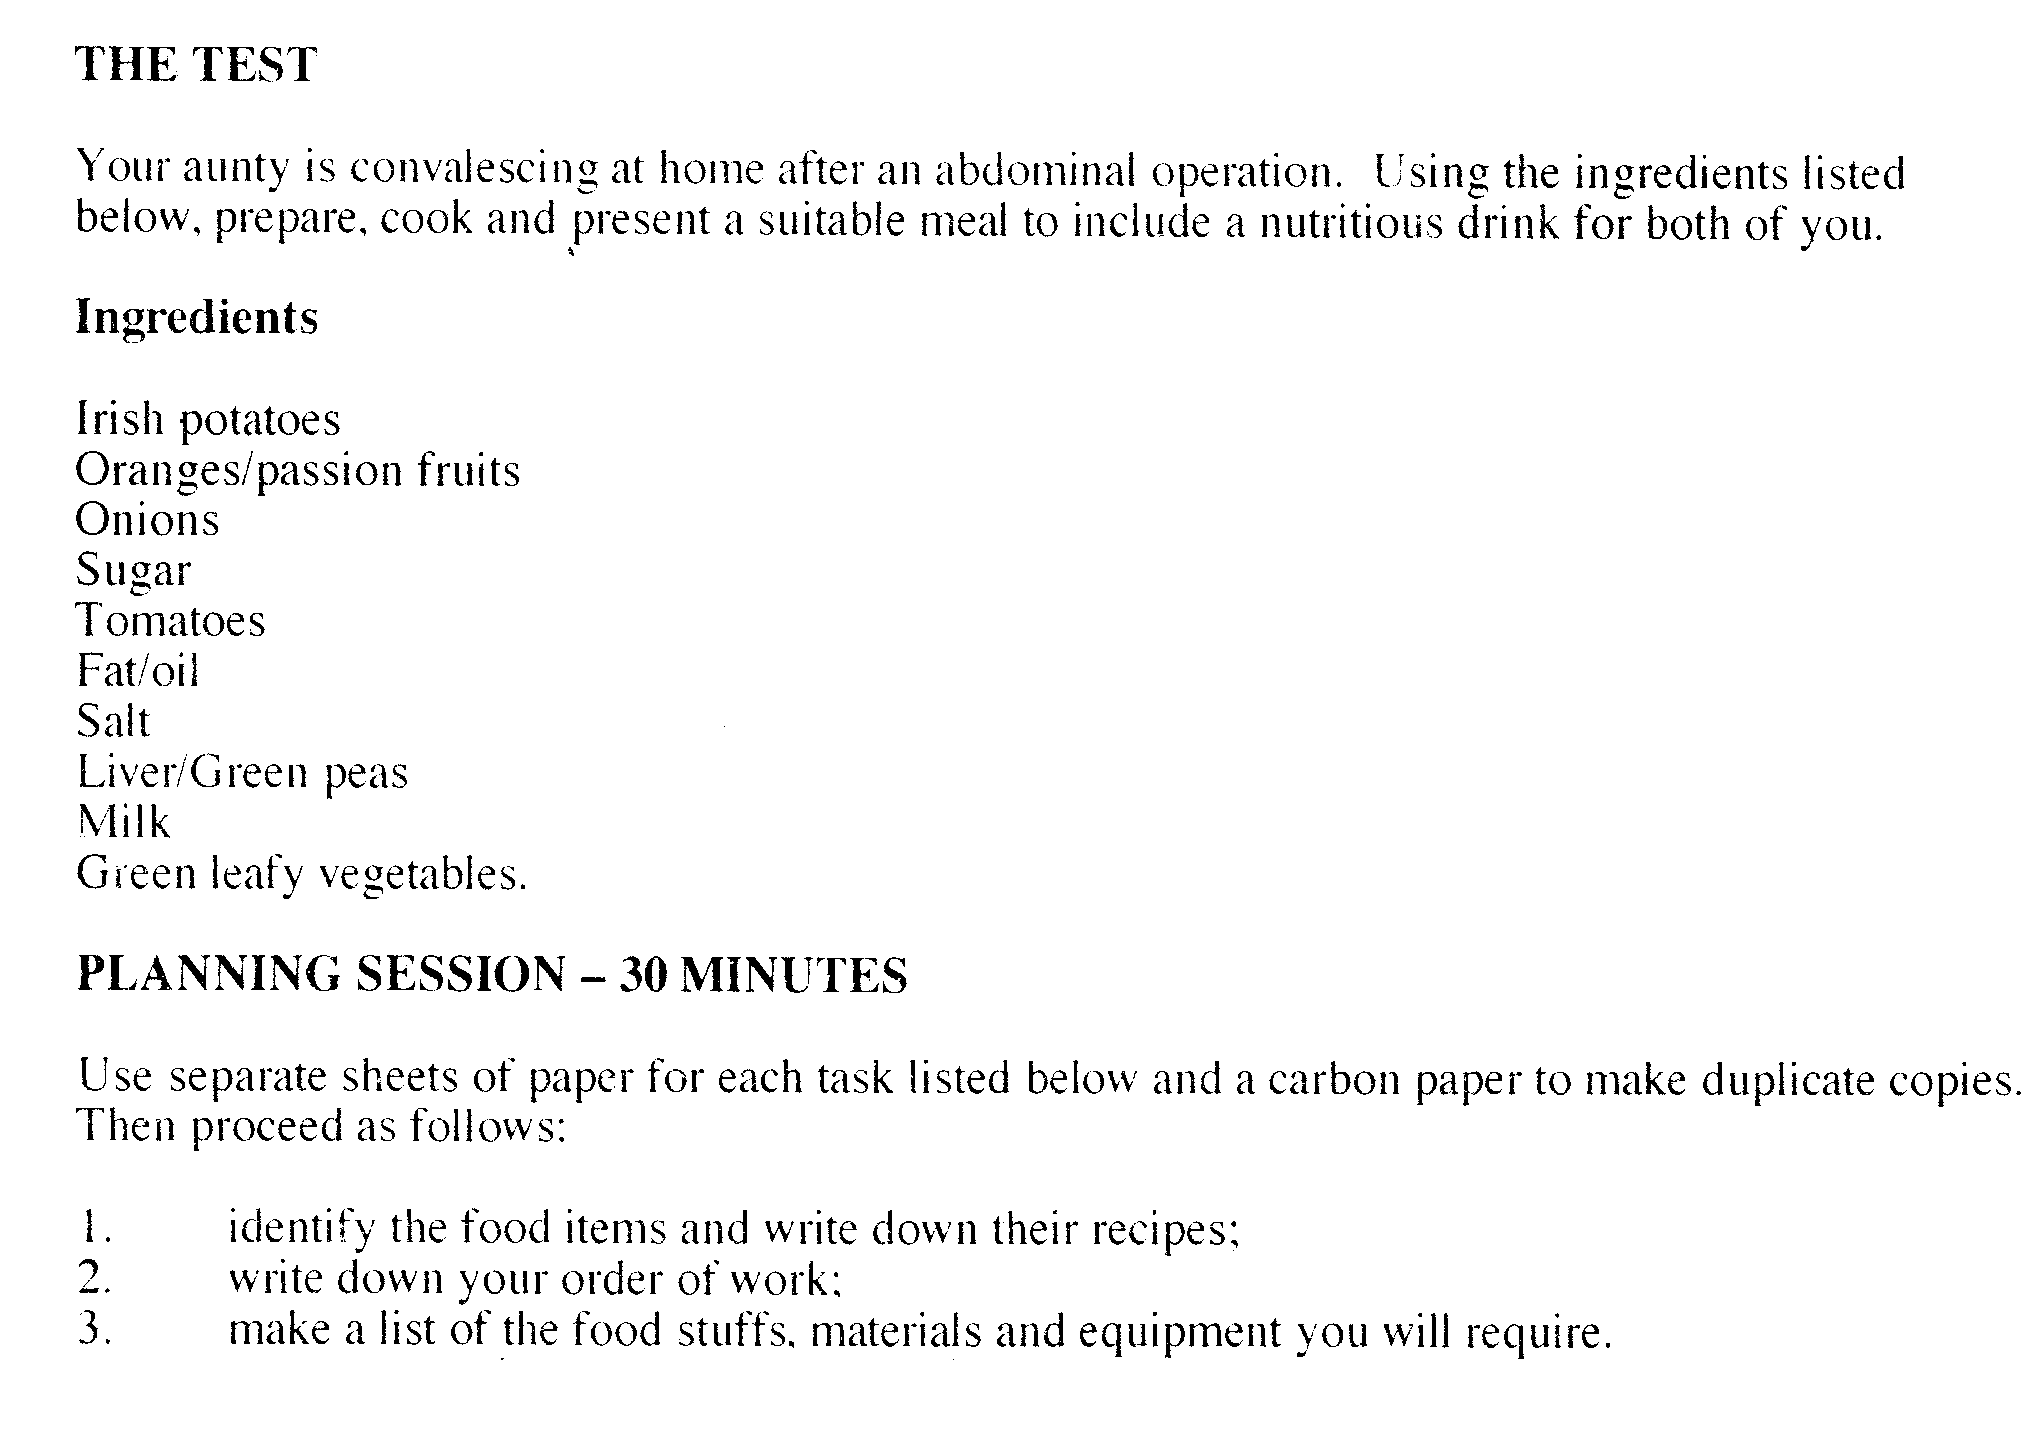 THE TEST
Your aunty is convalescing at home after an abdominal operation. Using the ingredients listed
below, prepare, cook and present a suitable meal to include a nutritious drink for both of you.
Ingredients
Irish potatoes
Oranges/passion fruits
Onions
Sugar
Tomatoes
Fat/oil
Salt
Liver/Green peas
Milk
Green leafy vegetables.
PLANNING SESSION – 30 MINUTES
Use separate sheets of paper for each task listed below and a carbon paper to make duplicate copies.
Then proceed as follows:
1. identify the food items and write down their recipes;
2. write down your order of work;
3. make a list of the food stuffs, materials and equipment you will require.